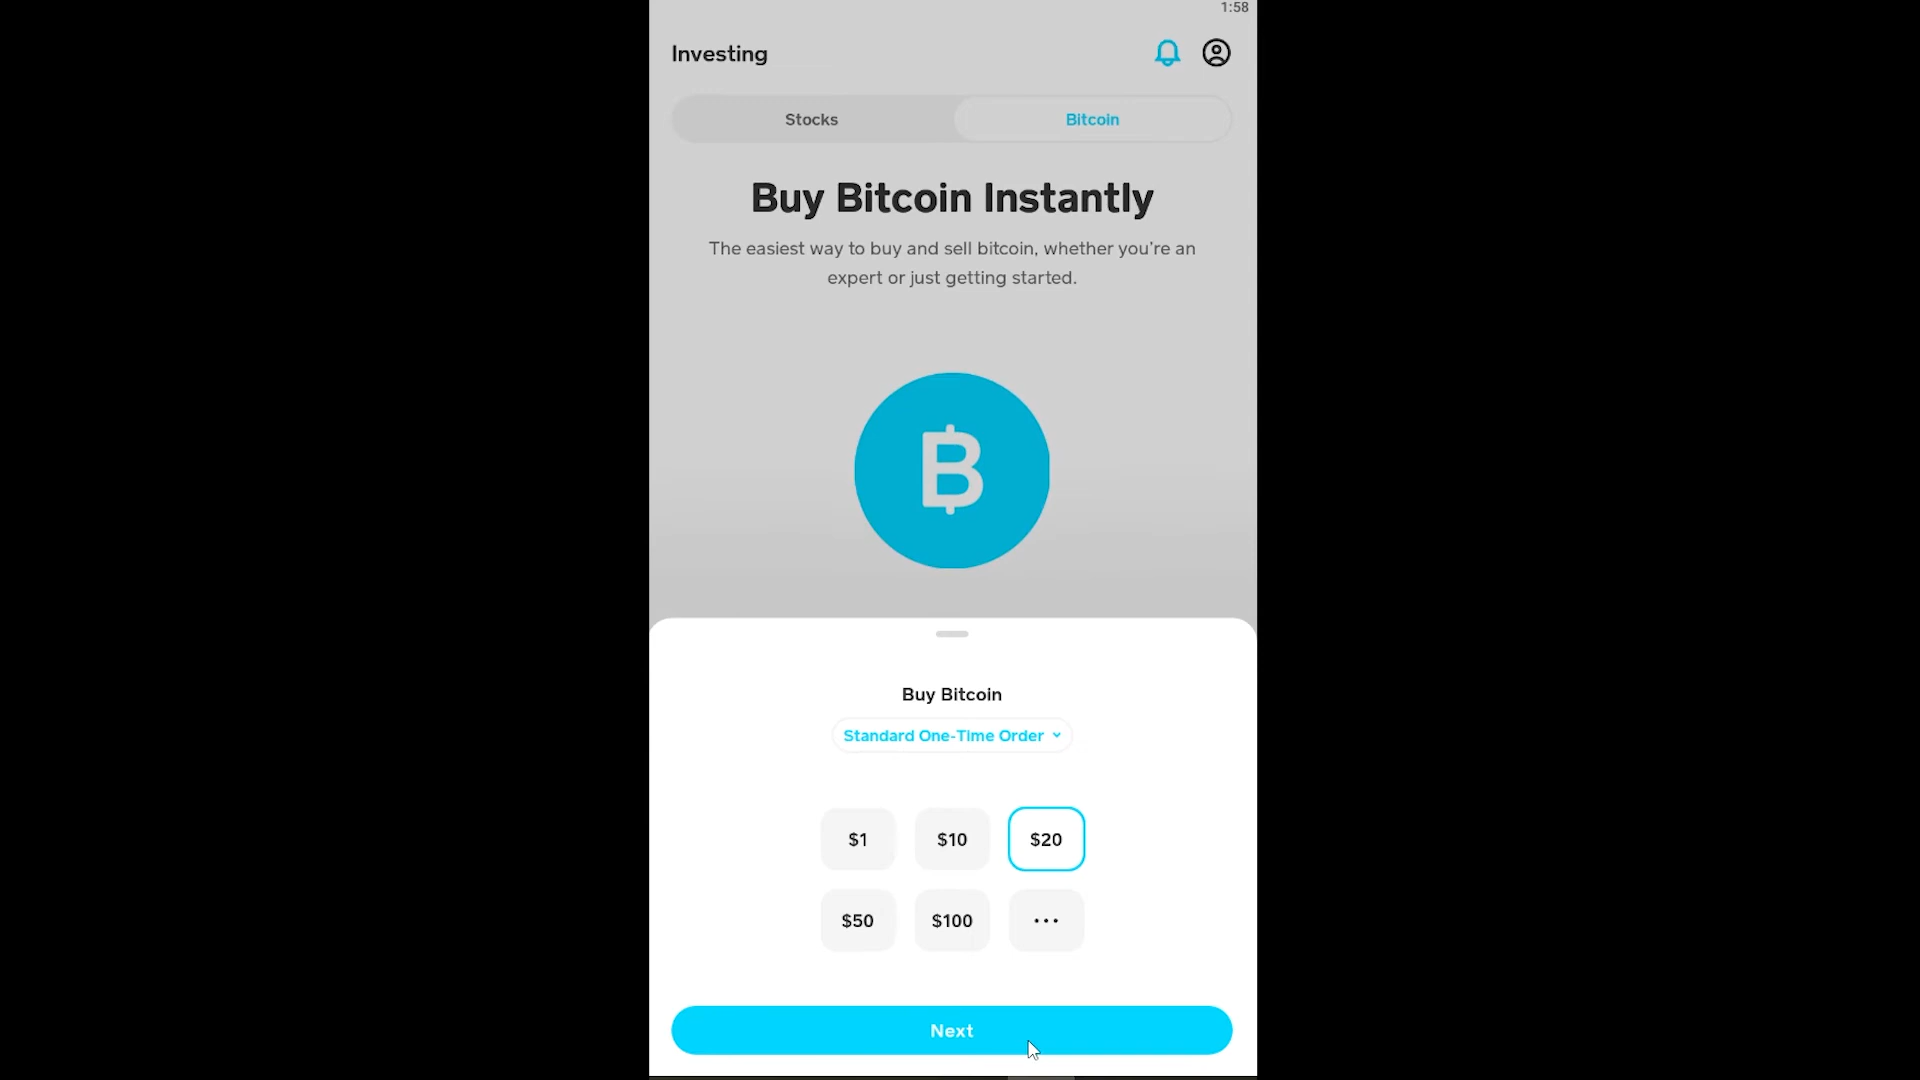 1:58
Investing
Stocks
Bitcoin
Buy Bitcoin Instantly
The easiest way to buy and sell bitcoin, whether you're an
expert or just getting started.
Buy Bitcoin
Standard One-Time Order
$1
$10
$20
$50
$100
...
Next